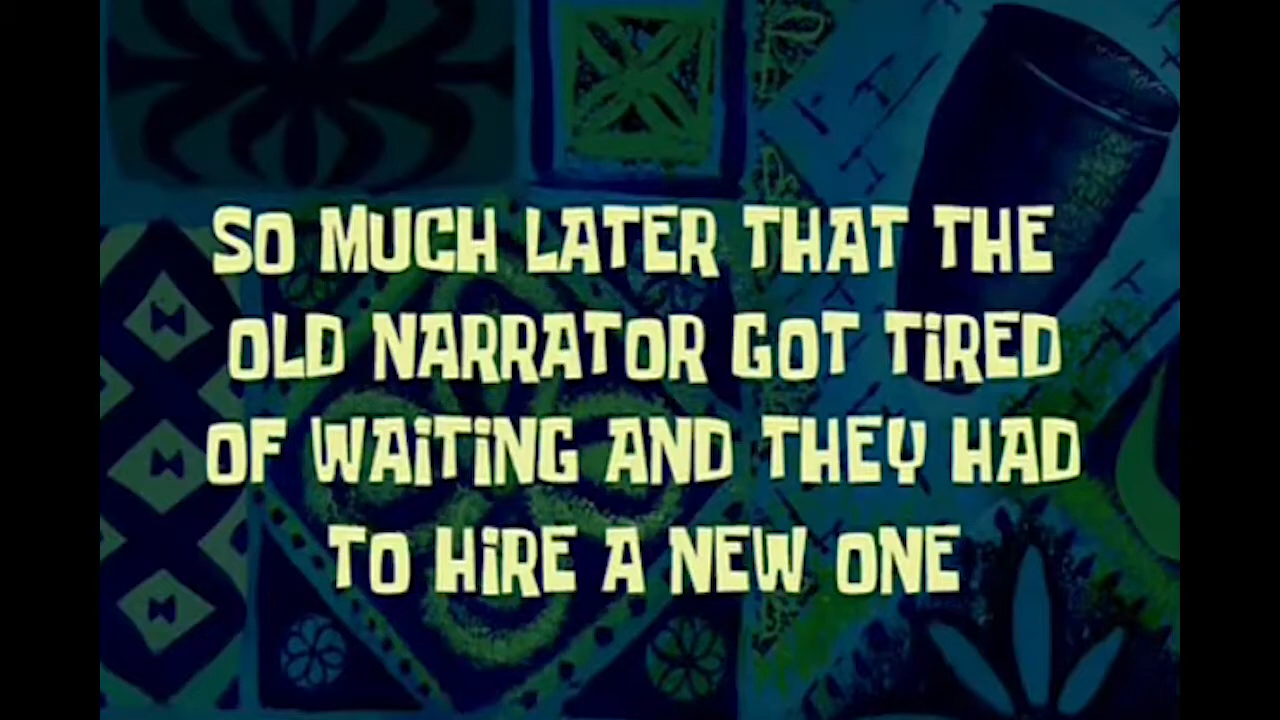 SO MUCH LATER THAT THE
OLD NARRATOR GOT TIRED
OF WAITING AND THEY HAD
TO HIRE A NEW ONE